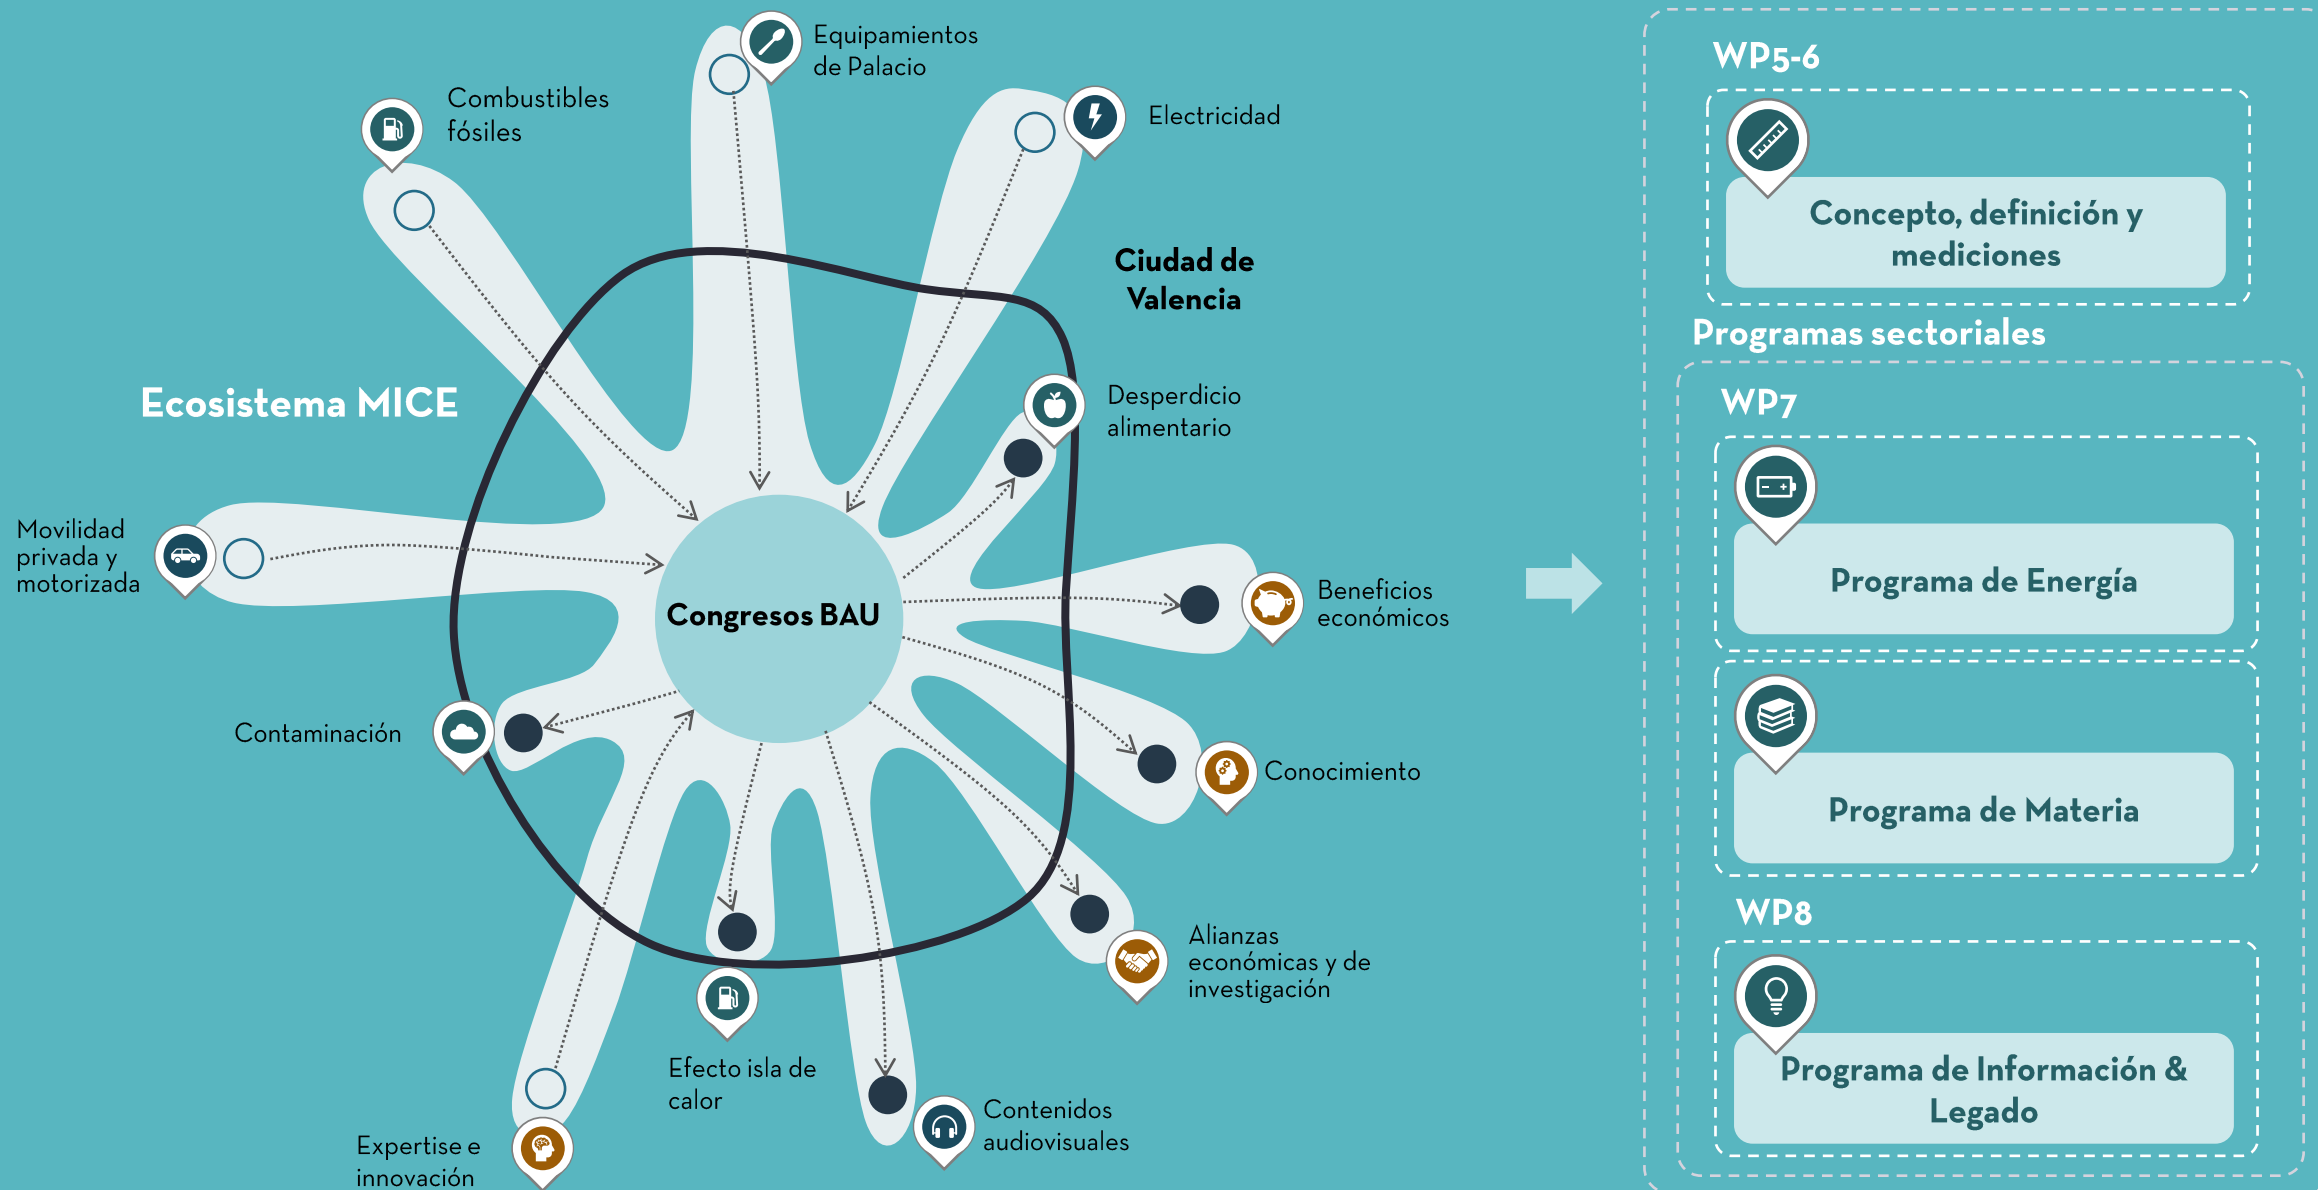 Equipamientos
de Palacio
Combustibles
fósiles
Electricidad
Ciudad de
Valencia
Ecosistema MICE
Desperdicio
alimentario
Movilidad
privada y
motorizada
Congresos BAU
Beneficios
económicos
Contaminación
Conocimiento
Alianzas
económicas y de
investigación
Efecto isla de
calor
Contenidos
audiovisuales
Expertise e
innovación
WP5-6
Concepto, definición y
mediciones
Programas sectoriales
WP7
Programa de Energía
Programa de Materia
WP8
Programa de Información &
Legado